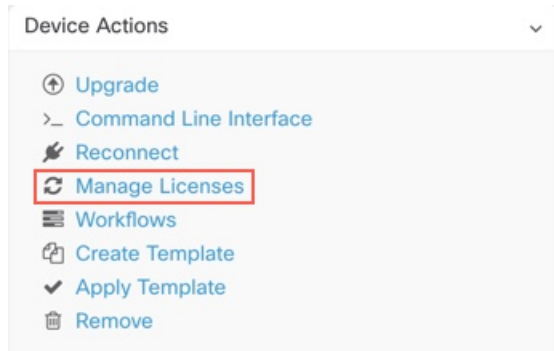 Device Actions
Upgrade
Command Line Interface
Reconnect
Manage Licenses
Workflows
Create Template
Apply Template
Remove